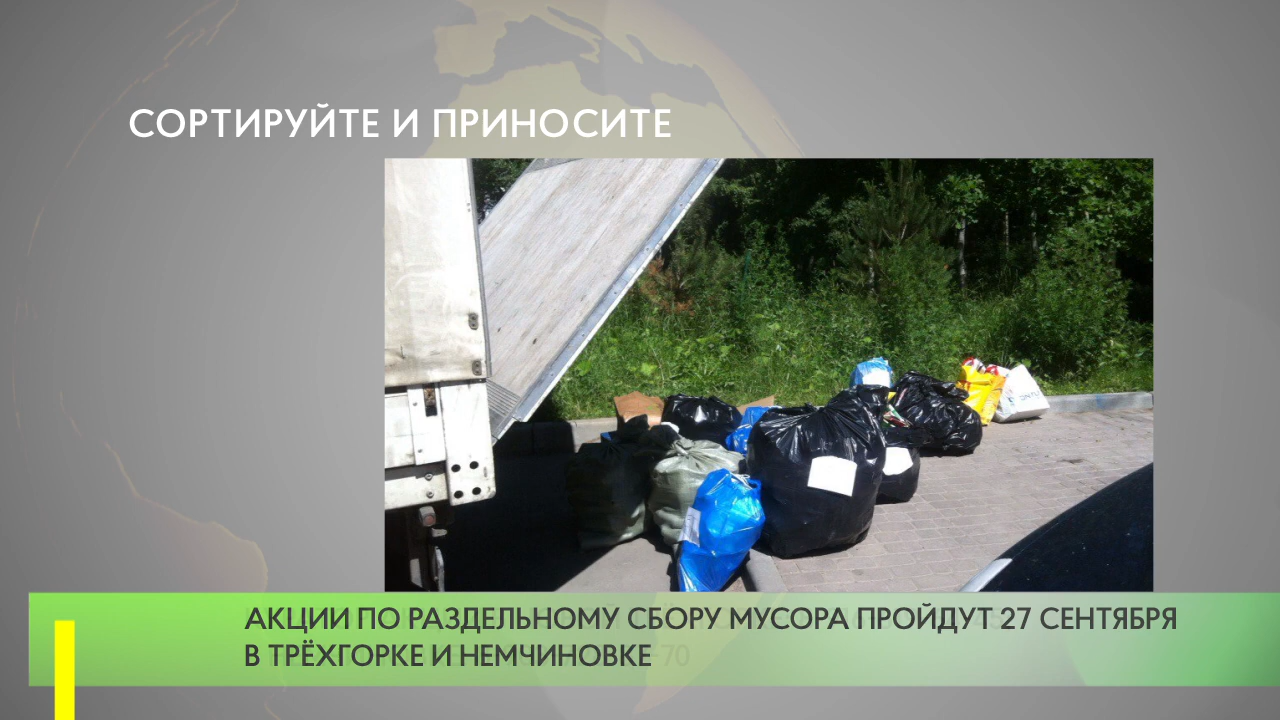 СОРТИРУЙТЕ И ПРИНОСИТЕ
АКЦИИ ПО РАЗДЕЛЬНОМУ СБОРУ МУСОРА ПРОЙДУТ 27 СЕНТЯБРЯ
В ТРЁХГОРКЕ И НЕМЧИНОВКЕ